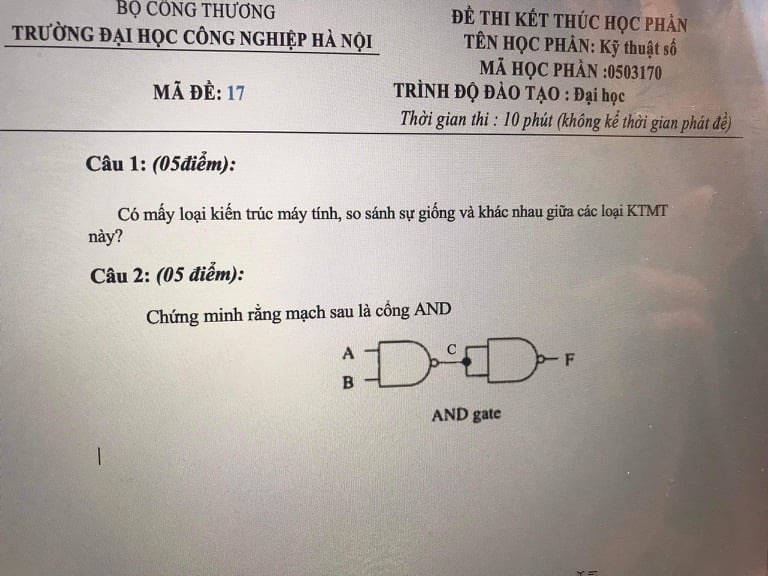 BỘ CÔNG THƯƠNG
TRƯỜNG ĐẠI HỌC CÔNG NGHIỆP HÀ NỘI
MÃ ĐỀ: 17
ĐỀ THI KẾT THÚC HỌC PHẦN
TÊN HỌC PHẦN: Kỹ thuật số
MÃ HỌC PHẦN :0503170
TRÌNH ĐỘ ĐÀO TẠO : Đại học
Thời gian thi : 10 phút (không kể thời gian phát đề)
Câu 1: (05điểm):
Có mấy loại kiến trúc máy tính, so sánh sự giống và khác nhau giữa các loại KTMT
này?
Câu 2: (05 điểm):
Chứng minh rằng mạch sau là cổng AND
A
B
C
F
AND gate